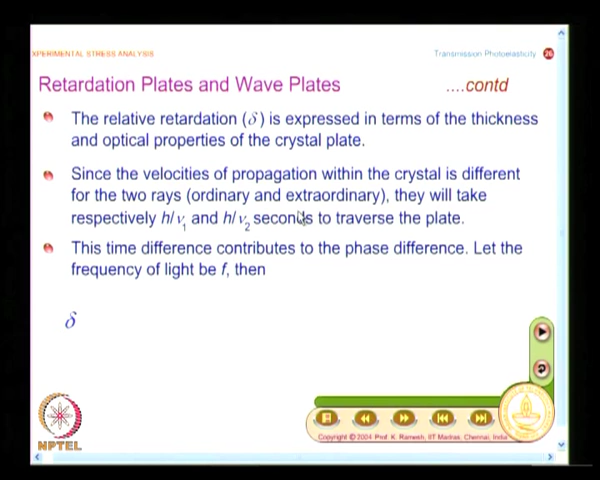 XPERIMENTAL STRESS ANALYSIS
Transmission Photoelasticity 26
Retardation Plates and Wave Plates ....contd
The relative retardation (δ) is expressed in terms of the thickness
and optical properties of the crystal plate.
Since the velocities of propagation within the crystal is different
for the two rays (ordinary and extraordinary), they will take
respectively h/v₁ and h/v₂ seconds to traverse the plate.
This time difference contributes to the phase difference. Let the
frequency of light be f, then
δ
NPTEL
Copyright © 2004 Prof. K. Ramesh, IIT Madras, Chennai, India